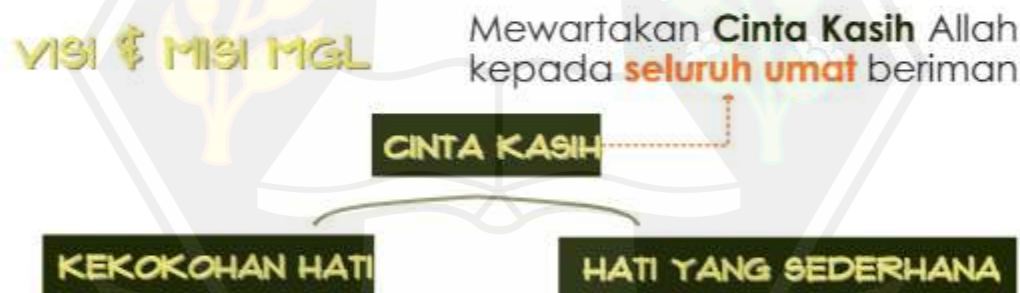 VISI & MISI MGL
Mewartakan Cinta Kasih Allah
kepada seluruh umat beriman
CINTA KASIH
KEKOKOHAN HATI
HATI YANG SEDERHANA